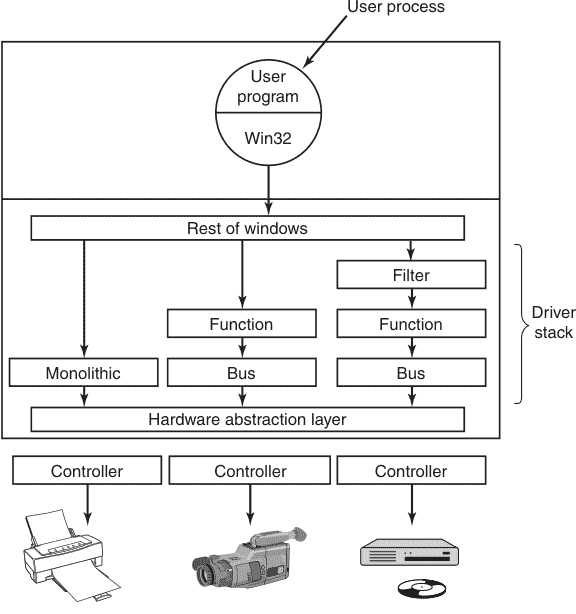 User process
User
program
Win32
Rest of windows
Filter
Function
Function
Driver
stack
Monolithic
Bus
Bus
Hardware abstraction layer
Controller
Controller
Controller